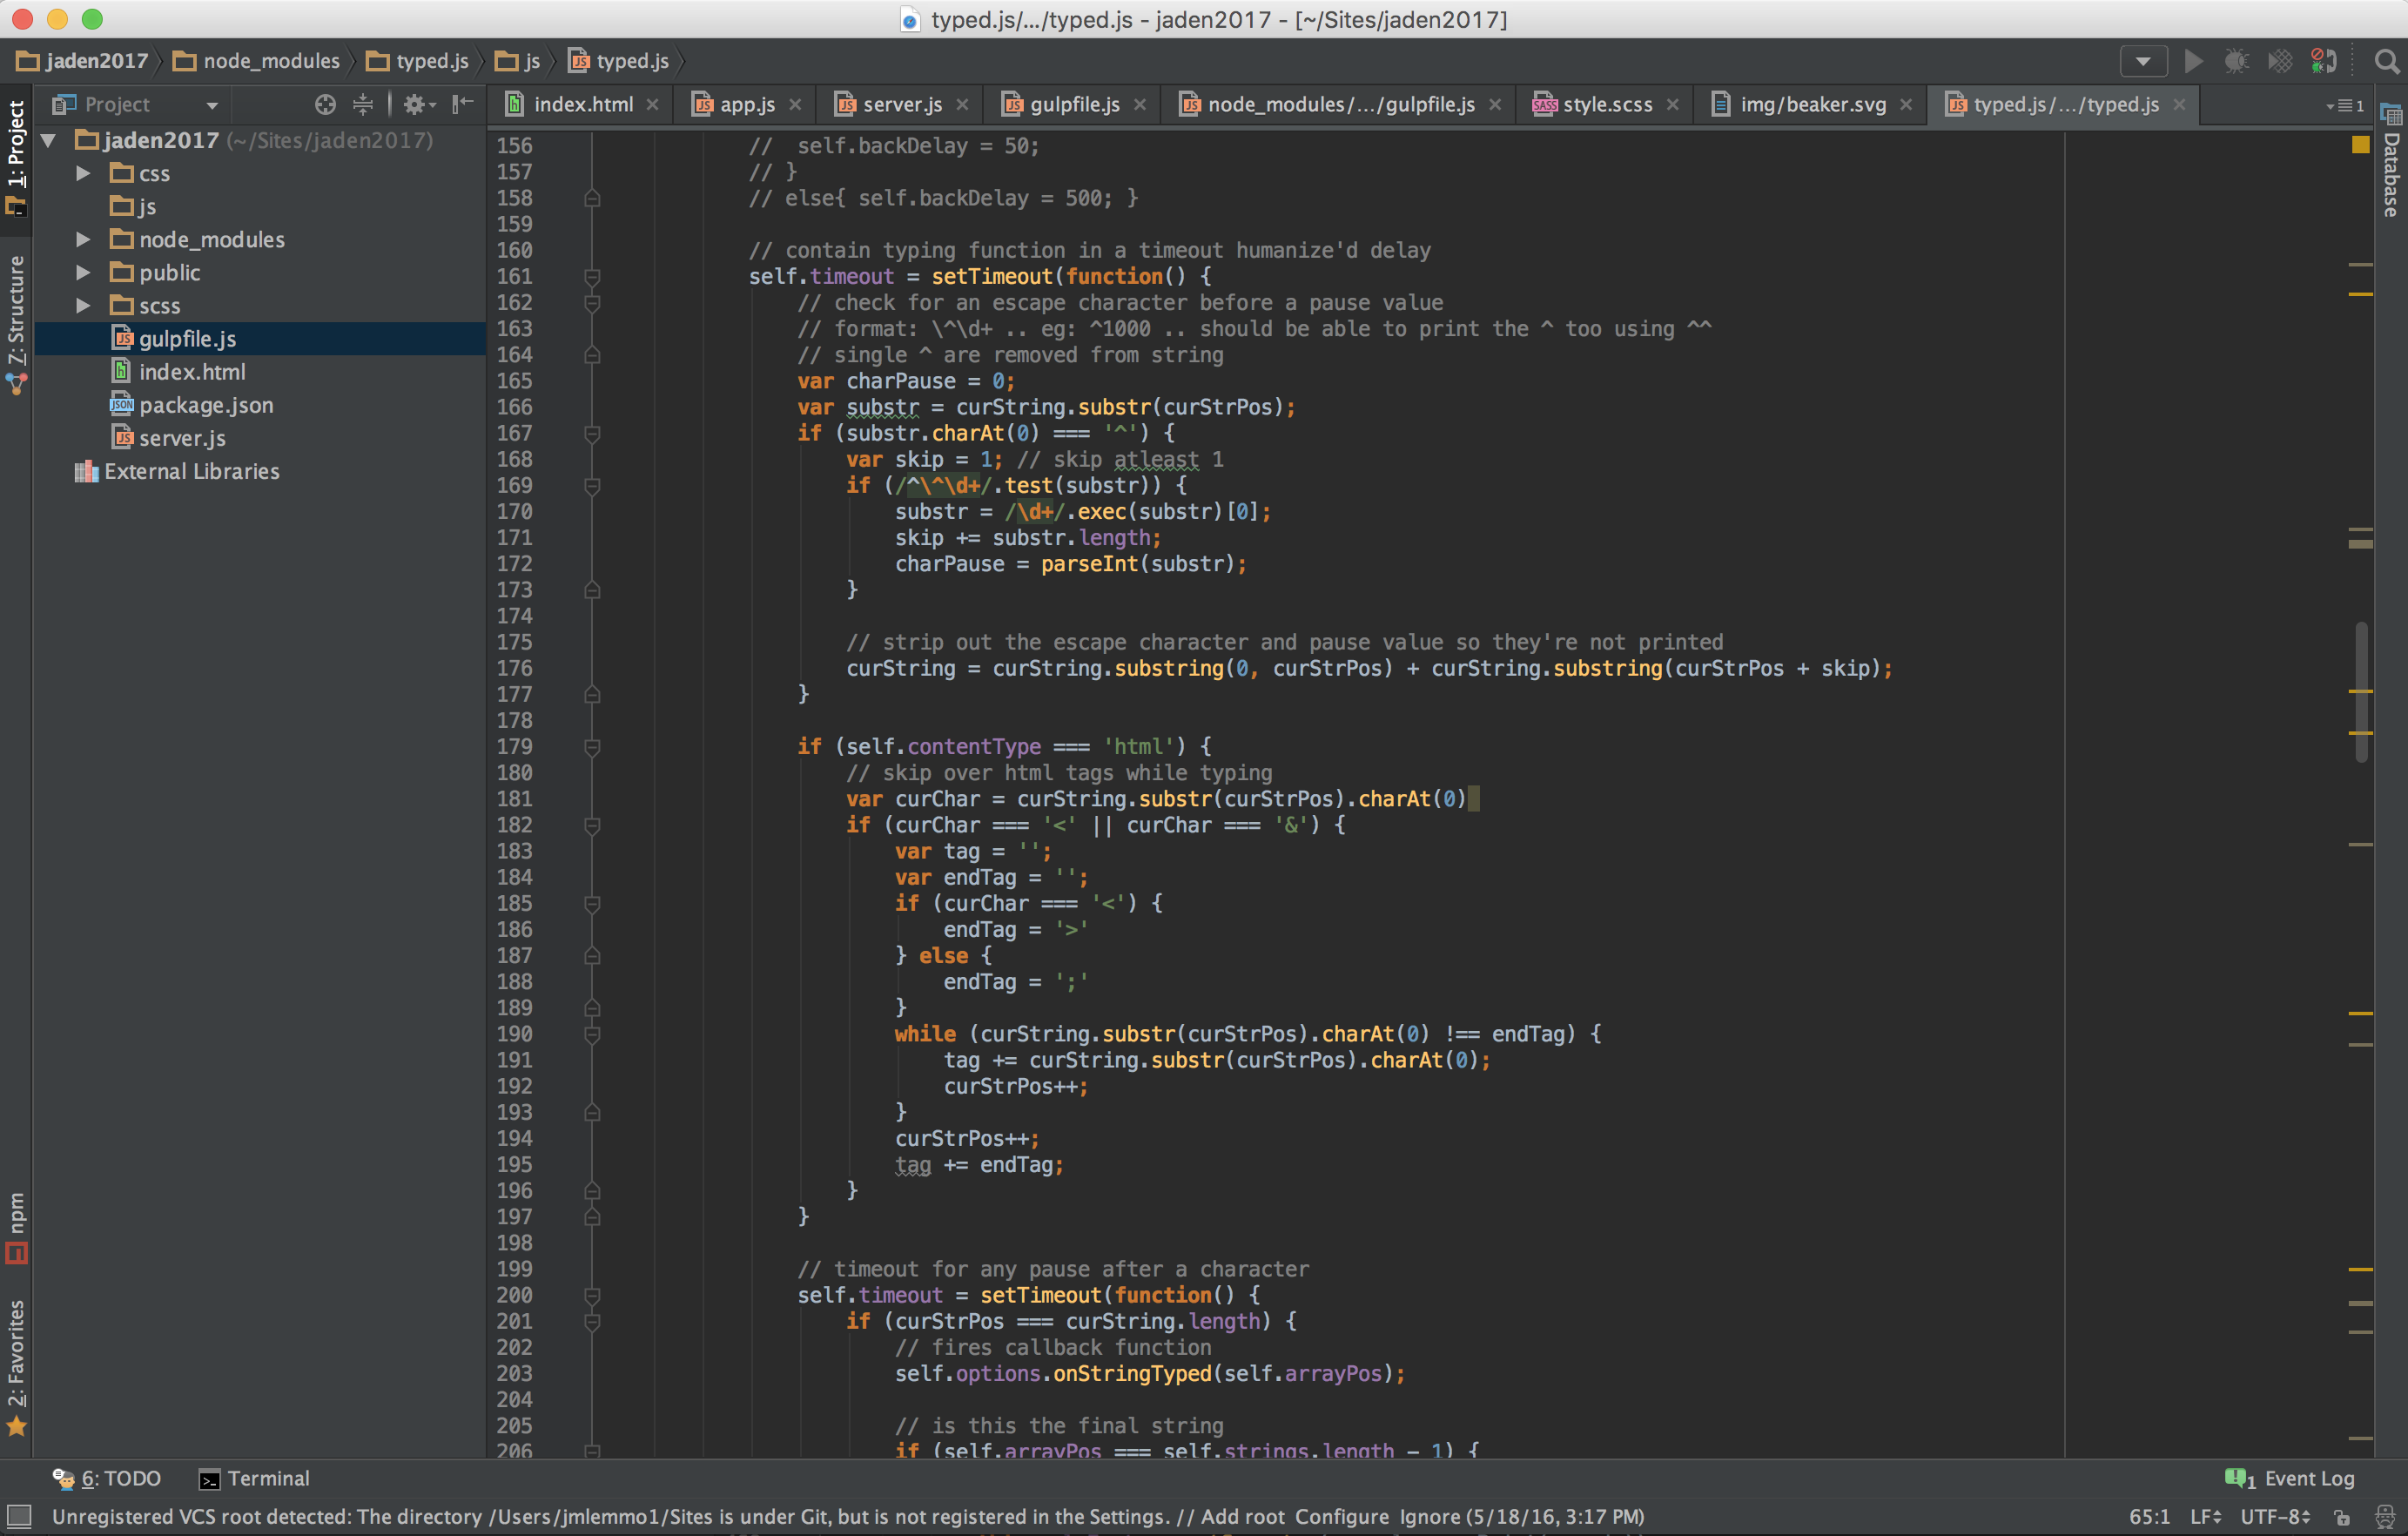 typed.js/.../typed.js - jaden2017 - [~/Sites/jaden2017]
jaden2017 node_modules typed.js js typed.js
Project
index.html app.js server.js gulpfile.js node_modules/.../gulpfile.js style.scss img/beaker.svg typed.js/.../typed.js 1
1: Project
7: Structure
npm
2: Favorites
Database
jaden2017 (~/Sites/jaden2017)
css
js
node_modules
public
scss
gulpfile.js
index.html
package.json
server.js
External Libraries
156 //  self.backDelay = 50;
157 // }
158 // else{ self.backDelay = 500; }
159
160 // contain typing function in a timeout humanize'd delay
161 self.timeout = setTimeout(function() {
162 // check for an escape character before a pause value
163 // format: \^\d+ .. eg: ^1000 .. should be able to print the ^ too using ^^
164 // single ^ are removed from string
165 var charPause = 0;
166 var substr = curString.substr(curStrPos);
167 if (substr.charAt(0) === '^') {
168 var skip = 1; // skip atleast 1
169 if (/^\^\d+/.test(substr)) {
170 substr = /\d+/.exec(substr)[0];
171 skip += substr.length;
172 charPause = parseInt(substr);
173 }
174
175 // strip out the escape character and pause value so they're not printed
176 curString = curString.substring(0, curStrPos) + curString.substring(curStrPos + skip);
177 }
178
179 if (self.contentType === 'html') {
180 // skip over html tags while typing
181 var curChar = curString.substr(curStrPos).charAt(0)
182 if (curChar === '<' || curChar === '&') {
183 var tag = '';
184 var endTag = '';
185 if (curChar === '<') {
186 endTag = '>'
187 } else {
188 endTag = ';'
189 }
190 while (curString.substr(curStrPos).charAt(0) !== endTag) {
191 tag += curString.substr(curStrPos).charAt(0);
192 curStrPos++;
193 }
194 curStrPos++;
195 tag += endTag;
196 }
197 }
198
199 // timeout for any pause after a character
200 self.timeout = setTimeout(function() {
201 if (curStrPos === curString.length) {
202 // fires callback function
203 self.options.onStringTyped(self.arrayPos);
204
205 // is this the final string
206 if (self.arrayPos === self.strings.length - 1) {
6: TODO Terminal 1 Event Log
Unregistered VCS root detected: The directory /Users/jmlemmo1/Sites is under Git, but is not registered in the Settings. // Add root Configure Ignore (5/18/16, 3:17 PM) 65:1 LF UTF-8